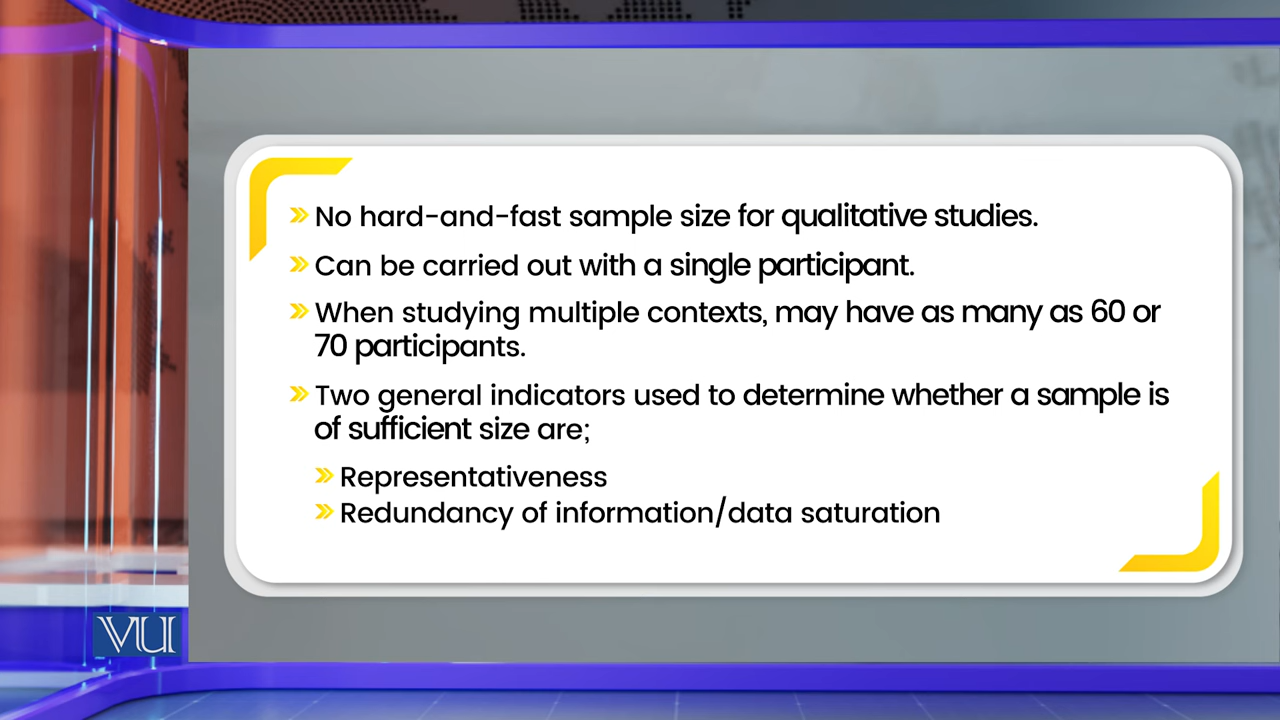 No hard-and-fast sample size for qualitative studies.
Can be carried out with a single participant.
When studying multiple contexts, may have as many as 60 or
70 participants.
Two general indicators used to determine whether a sample is
of sufficient size are;
Representativeness
Redundancy of information/data saturation
VU